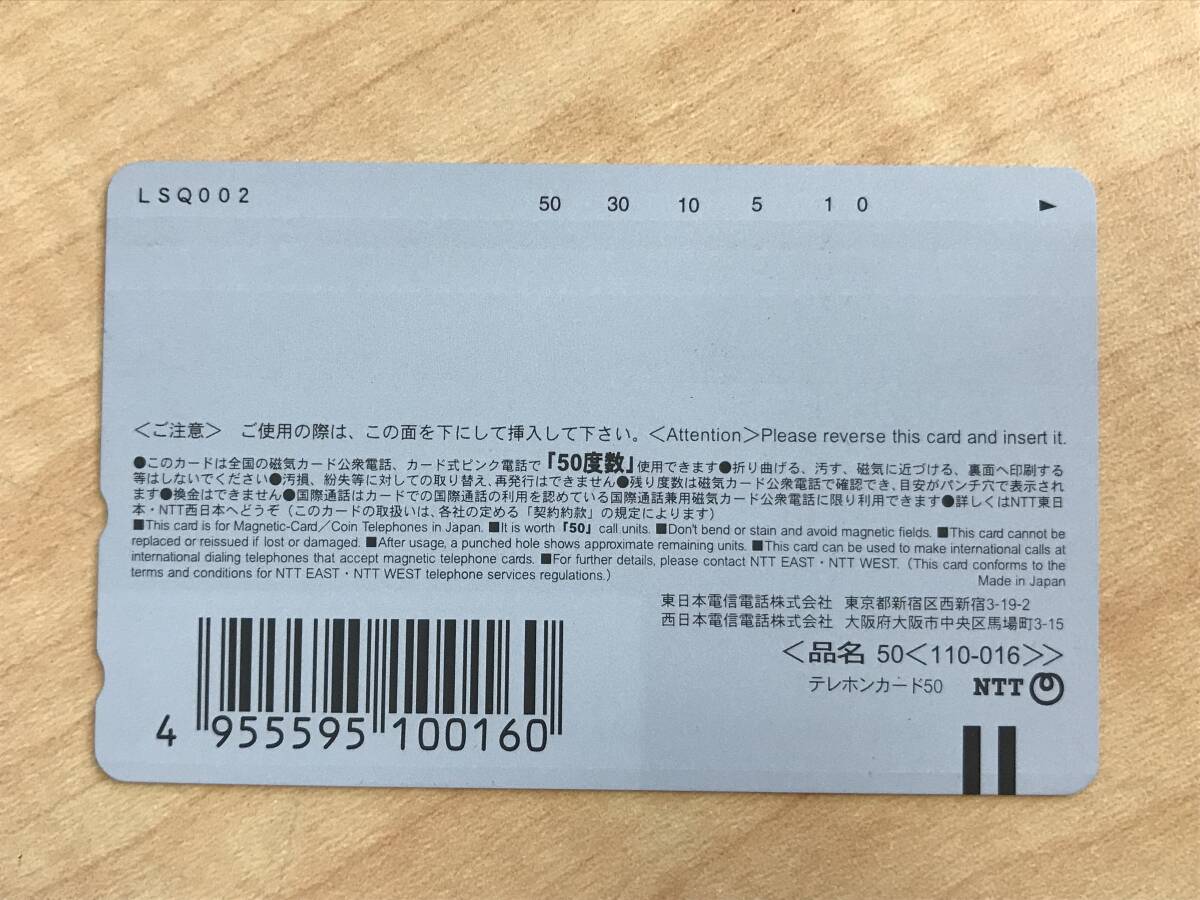 LSQ002
50 30 10 5 1 0 ►
＜ご注意＞ ご使用の際は、この面を下にして挿入して下さい。＜Attention＞Please reverse this card and insert it.
●このカードは全国の磁気カード公衆電話、カード式ピンク電話で「50度数」使用できます●折り曲げる、汚す、磁気に近づける、裏面へ印刷する
等はしないでください●汚損、紛失等に対しての取り替え、再発行はできません●残り度数は磁気カード公衆電話で確認でき、目安がパンチ穴で表示され
ます●換金はできません●国際通話はカードでの国際通話の利用を認めている国際通話兼用磁気カード公衆電話に限り利用できます●詳しくはNTT東日
本・NTT西日本へどうぞ（このカードの取扱いは、各社の定める「契約約款」の規定によります）
■This card is for Magnetic-Card／Coin Telephones in Japan. ■It is worth「50」call units. ■Don't bend or stain and avoid magnetic fields. ■This card cannot be
replaced or reissued if lost or damaged. ■After usage, a punched hole shows approximate remaining units. ■This card can be used to make international calls at
international dialing telephones that accept magnetic telephone cards. ■For further details, please contact NTT EAST・NTT WEST.（This card conforms to the
terms and conditions for NTT EAST・NTT WEST telephone services regulations.）
Made in Japan
東日本電信電話株式会社 東京都新宿区西新宿3-19-2
西日本電信電話株式会社 大阪府大阪市中央区馬場町3-15
＜品名 50＜110-016＞＞
テレホンカード50 NTT
4 955595 100160